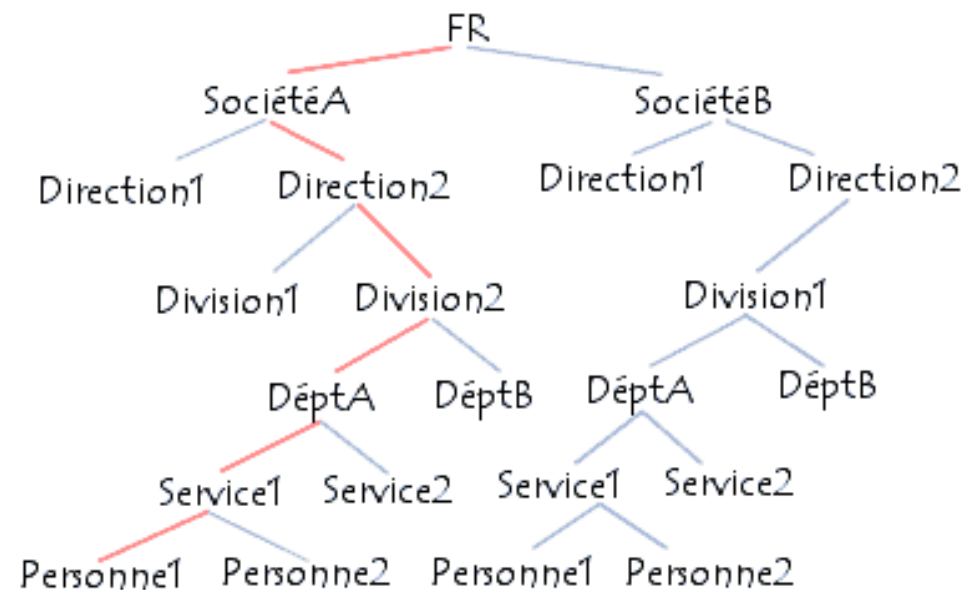 FR
SociétéA SociétéB
Direction1 Direction2 Direction1 Direction2
Division1 Division2 Division1
DéptA DéptB DéptA DéptB
Service1 Service2 Service1 Service2
Personne1 Personne2 Personne1 Personne2